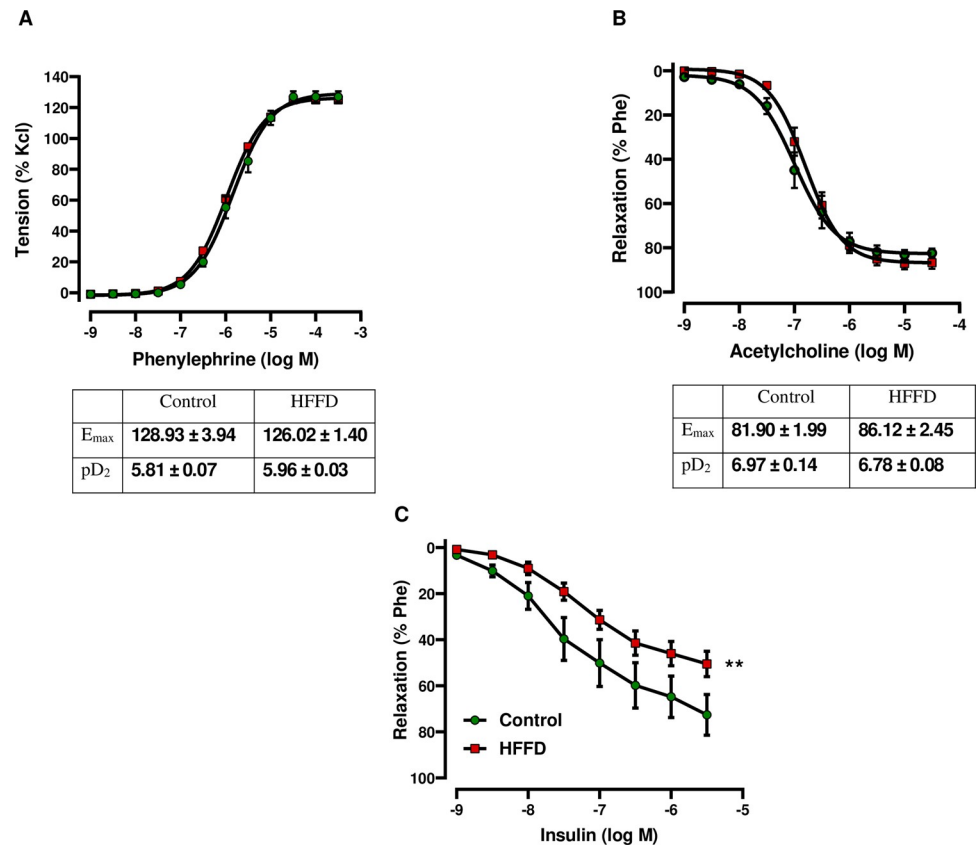 A
Tension (% Kcl)
140
120
100
80
60
40
20
0
-9 -8 -7 -6 -5 -4 -3
Phenylephrine (log M)
Control HFFD
Emax 128.93 ± 3.94 126.02 ± 1.40
pD2 5.81 ± 0.07 5.96 ± 0.03
B
Relaxation (% Phe)
0
20
40
60
80
100
-9 -8 -7 -6 -5 -4
Acetylcholine (log M)
Control HFFD
Emax 81.90 ± 1.99 86.12 ± 2.45
pD2 6.97 ± 0.14 6.78 ± 0.08
C
Relaxation (% Phe)
0
20
40
60
80
100
**
Control
HFFD
-9 -8 -7 -6 -5
Insulin (log M)